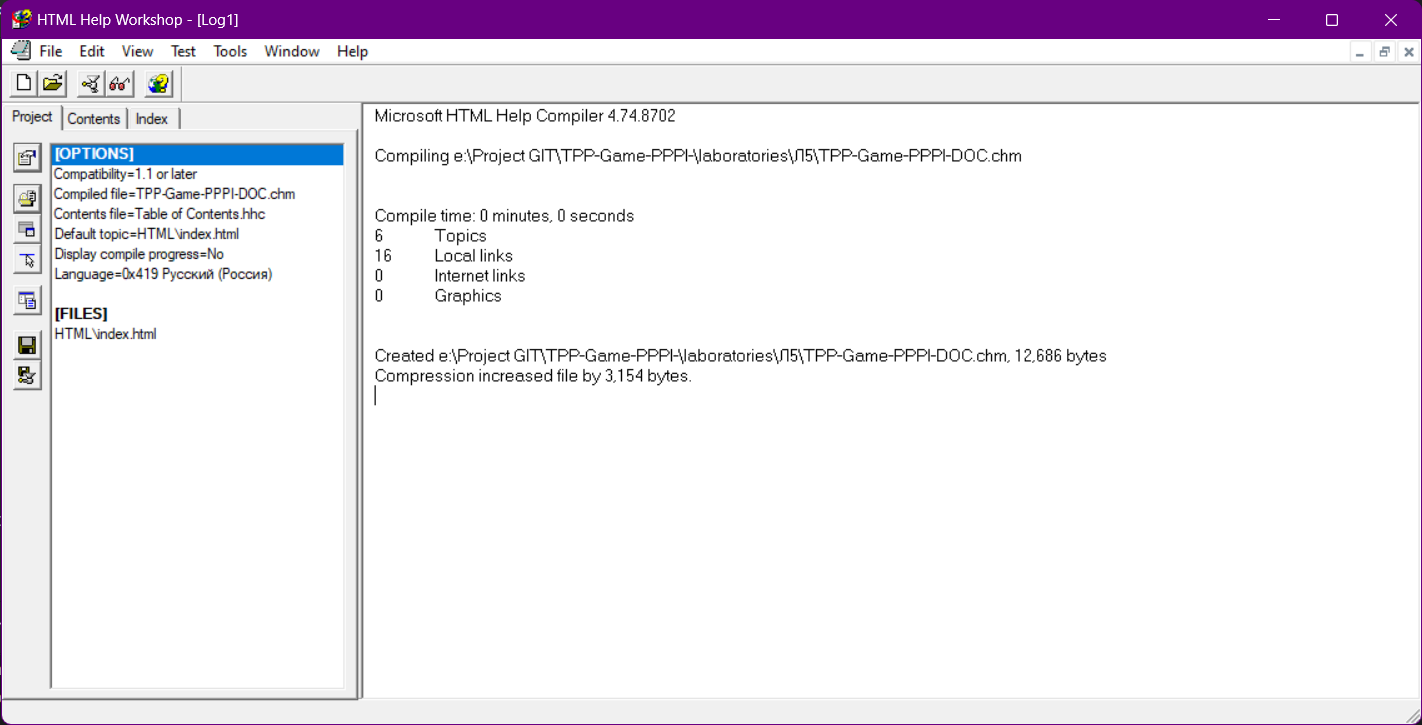 HTML Help Workshop - [Log1]
File Edit View Test Tools Window Help
Project Contents Index
[OPTIONS]
Compatibility=1.1 or later
Compiled file=TPP-Game-PPPI-DOC.chm
Contents file=Table of Contents.hhc
Default topic=HTML\index.html
Display compile progress=No
Language=0x419 Русский (Россия)
[FILES]
HTML\index.html
Microsoft HTML Help Compiler 4.74.8702
Compiling e:\Project GIT\TPP-Game-PPPI-\laboratories\Л5\TPP-Game-PPPI-DOC.chm
Compile time: 0 minutes, 0 seconds
6 Topics
16 Local links
0 Internet links
0 Graphics
Created e:\Project GIT\TPP-Game-PPPI-\laboratories\Л5\TPP-Game-PPPI-DOC.chm, 12,686 bytes
Compression increased file by 3,154 bytes.